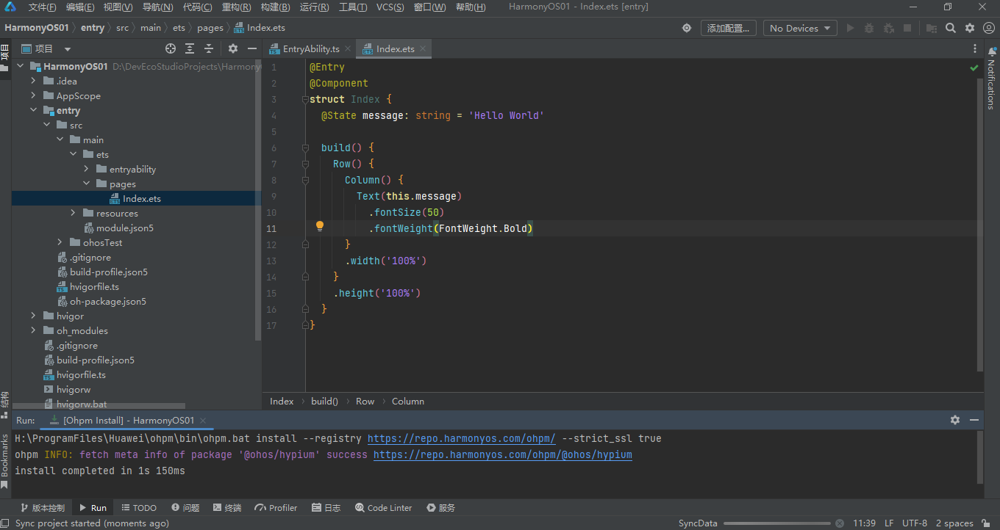 文件(F) 编辑(E) 视图(V) 导航(N) 代码(C) 重构(R) 构建(B) 运行(R) 工具(T) VCS(S) 窗口(W) 帮助(H) HarmonyOS01 - Index.ets [entry]
HarmonyOS01 entry src main ets pages Index.ets 添加配置... No Devices
项目
项目
EntryAbility.ts
Index.ets
HarmonyOS01 D:\DevEcoStudioProjects\Harmony
.idea
AppScope
entry
src
main
ets
entryability
pages
Index.ets
resources
module.json5
ohosTest
.gitignore
build-profile.json5
hvigorfile.ts
oh-package.json5
hvigor
oh_modules
.gitignore
build-profile.json5
hvigorfile.ts
hvigorw
hvigorw.bat
1 @Entry
2 @Component
3 struct Index {
4 @State message: string = 'Hello World'
5
6 build() {
7 Row() {
8 Column() {
9 Text(this.message)
10 .fontSize(50)
11 .fontWeight(FontWeight.Bold)
12 }
13 .width('100%')
14 }
15 .height('100%')
16 }
17 }
Notifications
Index build() Row Column
结构
Bookmarks
Run: [Ohpm Install] - HarmonyOS01
H:\ProgramFiles\Huawei\ohpm\bin\ohpm.bat install --registry https://repo.harmonyos.com/ohpm/ --strict_ssl true
ohpm INFO: fetch meta info of package '@ohos/hypium' success https://repo.harmonyos.com/ohpm/@ohos/hypium
install completed in 1s 150ms
版本控制 Run TODO 问题 终端 Profiler 日志 Code Linter 服务
Sync project started (moments ago) SyncData 11:39 LF UTF-8 2 spaces